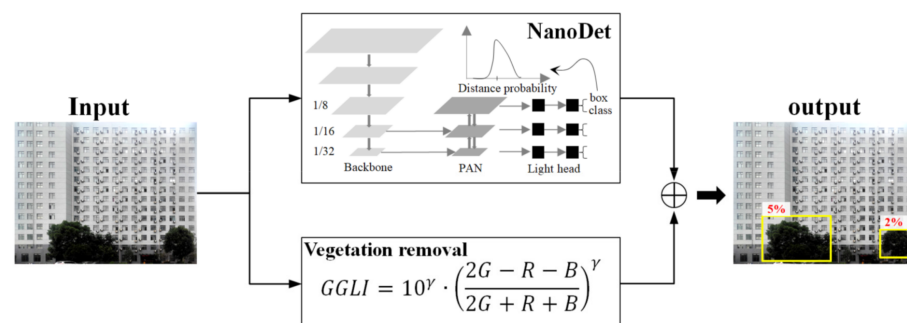 Input
NanoDet
Distance probability
box
class
1/8
1/16
1/32
Backbone
PAN
Light head
Vegetation removal
GGLI = 10^γ · ((2G − R − B) / (2G + R + B))^γ
output
5%
2%